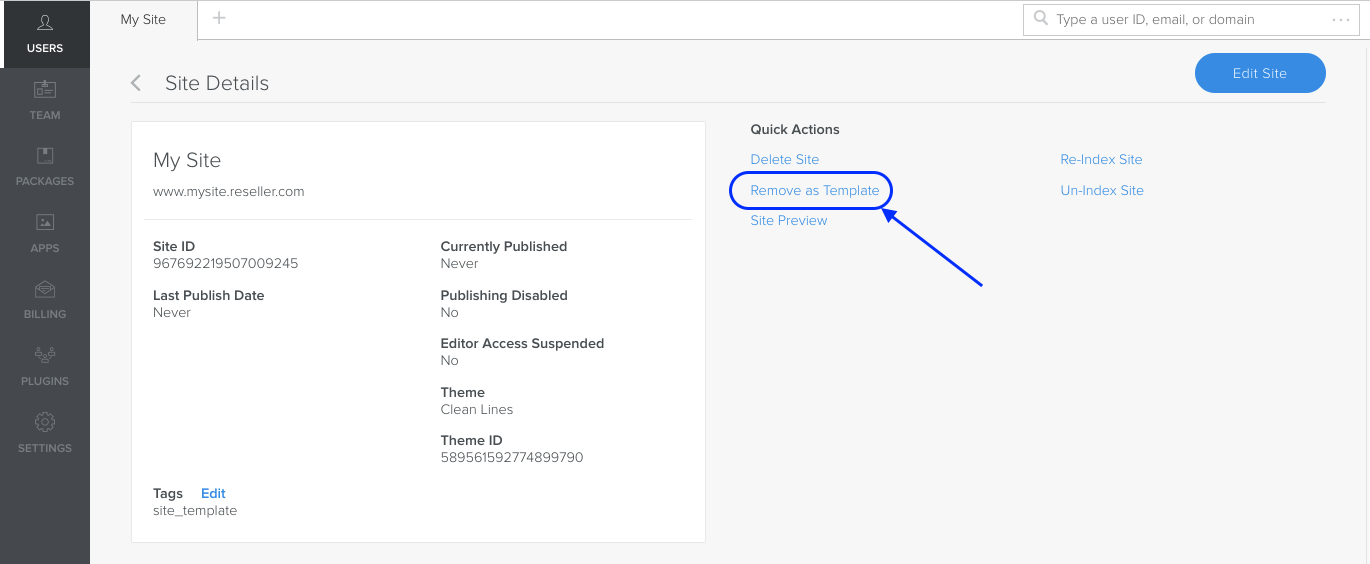 USERS
TEAM
PACKAGES
APPS
BILLING
PLUGINS
SETTINGS
My Site
Type a user ID, email, or domain
Site Details
Edit Site
My Site
www.mysite.reseller.com
Site ID
967692219507009245
Last Publish Date
Never
Currently Published
Never
Publishing Disabled
No
Editor Access Suspended
No
Theme
Clean Lines
Theme ID
589561592774899790
Tags Edit
site_template
Quick Actions
Delete Site
Remove as Template
Site Preview
Re-Index Site
Un-Index Site